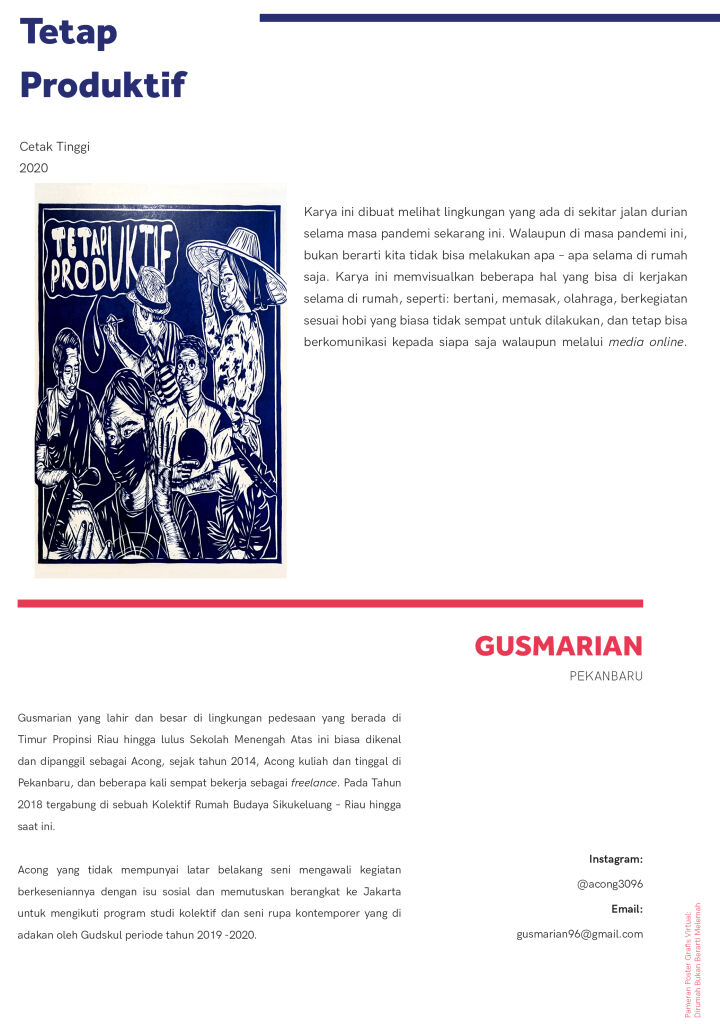 Tetap
Produktif
Cetak Tinggi
2020
TETAP
PRODUKTIF
Karya ini dibuat melihat lingkungan yang ada di sekitar jalan durian
selama masa pandemi sekarang ini. Walaupun di masa pandemi ini,
bukan berarti kita tidak bisa melakukan apa – apa selama di rumah
saja. Karya ini memvisualkan beberapa hal yang bisa di kerjakan
selama di rumah, seperti: bertani, memasak, olahraga, berkegiatan
sesuai hobi yang biasa tidak sempat untuk dilakukan, dan tetap bisa
berkomunikasi kepada siapa saja walaupun melalui media online.
GUSMARIAN
PEKANBARU
Gusmarian yang lahir dan besar di lingkungan pedesaan yang berada di
Timur Propinsi Riau hingga lulus Sekolah Menengah Atas ini biasa dikenal
dan dipanggil sebagai Acong, sejak tahun 2014, Acong kuliah dan tinggal di
Pekanbaru, dan beberapa kali sempat bekerja sebagai freelance. Pada Tahun
2018 tergabung di sebuah Kolektif Rumah Budaya Sikukeluang – Riau hingga
saat ini.
Acong yang tidak mempunyai latar belakang seni mengawali kegiatan
berkeseniannya dengan isu sosial dan memutuskan berangkat ke Jakarta
untuk mengikuti program studi kolektif dan seni rupa kontemporer yang di
adakan oleh Gudskul periode tahun 2019 -2020.
Instagram:
@acong3096
Email:
gusmarian96@gmail.com
Pameran Poster Grafis Virtual:
Dirumah Bukan Berarti Melemah